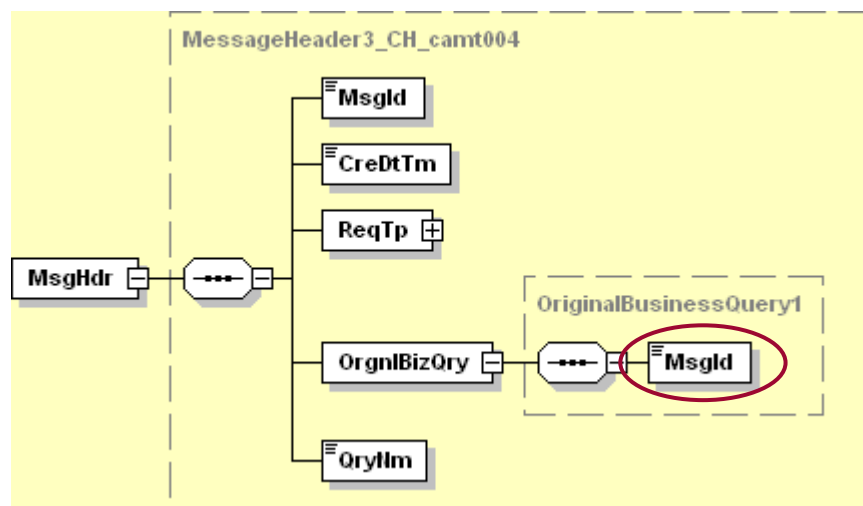 MessageHeader3_CH_camt004
MsgId
CreDtTm
ReqTp
MsgHdr
OriginalBusinessQuery1
OrgnlBizQry
MsgId
QryNm